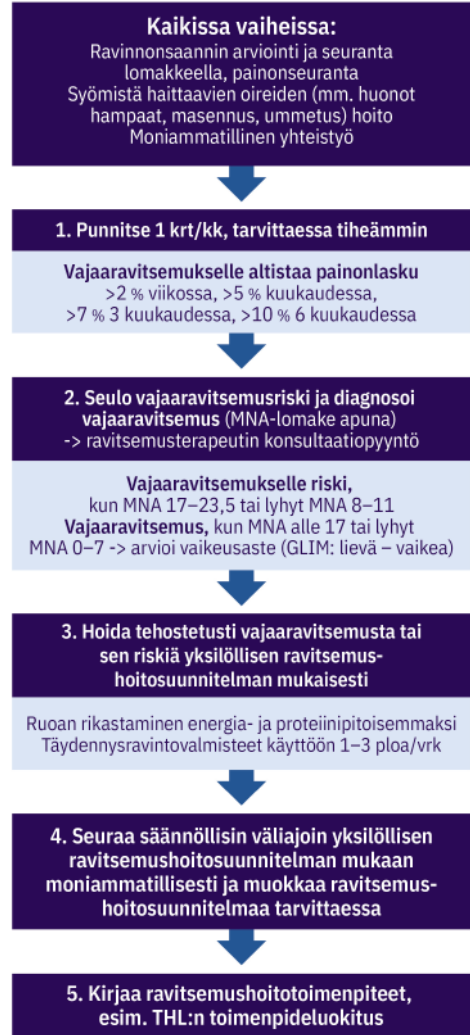 Kaikissa vaiheissa:
Ravinnonsaannin arviointi ja seuranta
lomakkeella, painonseuranta
Syömistä haittaavien oireiden (mm. huonot
hampaat, masennus, ummetus) hoito
Moniammatillinen yhteistyö
1. Punnitse 1 krt/kk, tarvittaessa tiheämmin
Vajaaravitsemukselle altistaa painonlasku
>2 % viikossa, >5 % kuukaudessa,
>7 % 3 kuukaudessa, >10 % 6 kuukaudessa
2. Seulo vajaaravitsemusriski ja diagnosoi
vajaaravitsemus (MNA-lomake apuna)
-> ravitsemusterapeutin konsultaatiopyyntö
Vajaaravitsemukselle riski,
kun MNA 17–23,5 tai lyhyt MNA 8–11
Vajaaravitsemus, kun MNA alle 17 tai lyhyt
MNA 0–7 -> arvioi vaikeusaste (GLIM: lievä – vaikea)
3. Hoida tehostetusti vajaaravitsemusta tai
sen riskiä yksilöllisen ravitsemus-
hoitosuunnitelman mukaisesti
Ruoan rikastaminen energia- ja proteiinipitoisemmaksi
Täydennysravintovalmisteet käyttöön 1–3 ploa/vrk
4. Seuraa säännöllisin väliajoin yksilöllisen
ravitsemushoitosuunnitelman mukaan
moniammatillisesti ja muokkaa ravitsemus-
hoitosuunnitelmaa tarvittaessa
5. Kirjaa ravitsemushoitotoimenpiteet,
esim. THL:n toimenpideluokitus